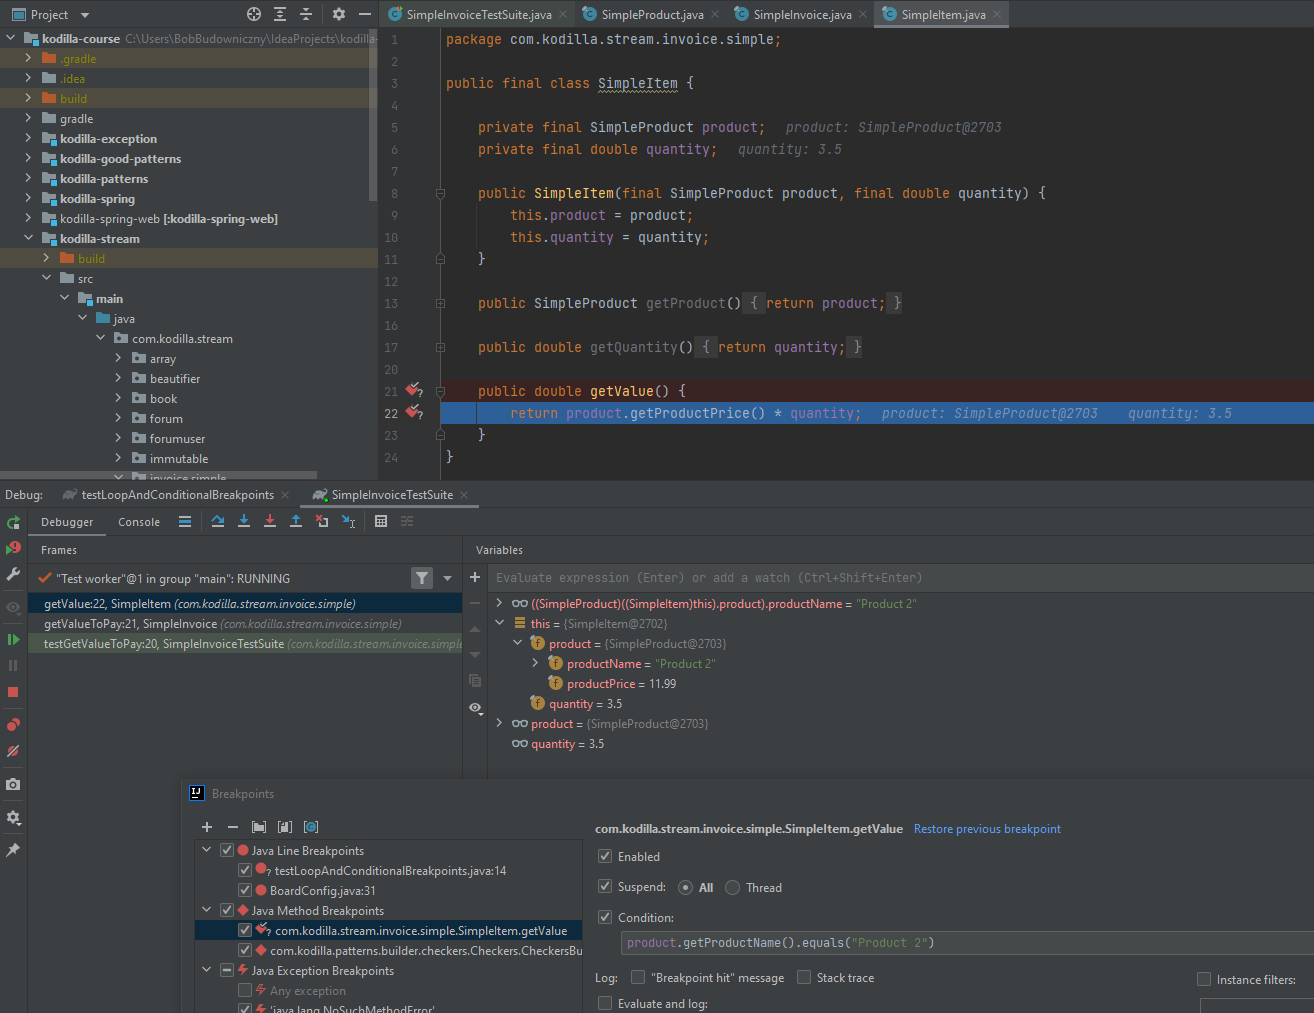 Project
SimpleInvoiceTestSuite.java
SimpleProduct.java
SimpleInvoice.java
SimpleItem.java
kodilla-course C:\Users\BobBudowniczny\IdeaProjects\kodilla-
.gradle
.idea
build
gradle
kodilla-exception
kodilla-good-patterns
kodilla-patterns
kodilla-spring
kodilla-spring-web [:kodilla-spring-web]
kodilla-stream
build
src
main
java
com.kodilla.stream
array
beautifier
book
forum
forumuser
immutable
invoice.simple
1 package com.kodilla.stream.invoice.simple;
2
3 public final class SimpleItem {
4
5 private final SimpleProduct product; product: SimpleProduct@2703
6 private final double quantity; quantity: 3.5
7
8 public SimpleItem(final SimpleProduct product, final double quantity) {
9 this.product = product;
10 this.quantity = quantity;
11 }
12
13 public SimpleProduct getProduct() { return product; }
16
17 public double getQuantity() { return quantity; }
20
21 public double getValue() {
22 return product.getProductPrice() * quantity; product: SimpleProduct@2703 quantity: 3.5
23 }
24 }
Debug: testLoopAndConditionalBreakpoints SimpleInvoiceTestSuite
Debugger Console
Frames
"Test worker"@1 in group "main": RUNNING
getValue:22, SimpleItem (com.kodilla.stream.invoice.simple)
getValueToPay:21, SimpleInvoice (com.kodilla.stream.invoice.simple)
testGetValueToPay:20, SimpleInvoiceTestSuite (com.kodilla.stream.invoice.simple
Variables
Evaluate expression (Enter) or add a watch (Ctrl+Shift+Enter)
((SimpleProduct)((SimpleItem)this).product).productName = "Product 2"
this = {SimpleItem@2702}
product = {SimpleProduct@2703}
productName = "Product 2"
productPrice = 11.99
quantity = 3.5
product = {SimpleProduct@2703}
quantity = 3.5
Breakpoints
Java Line Breakpoints
testLoopAndConditionalBreakpoints.java:14
BoardConfig.java:31
Java Method Breakpoints
com.kodilla.stream.invoice.simple.SimpleItem.getValue
com.kodilla.patterns.builder.checkers.Checkers.CheckersBu
Java Exception Breakpoints
Any exception
'java.lang.NoSuchMethodError'
com.kodilla.stream.invoice.simple.SimpleItem.getValue Restore previous breakpoint
Enabled
Suspend: All Thread
Condition:
product.getProductName().equals("Product 2")
Log: "Breakpoint hit" message Stack trace
Instance filters:
Evaluate and log: